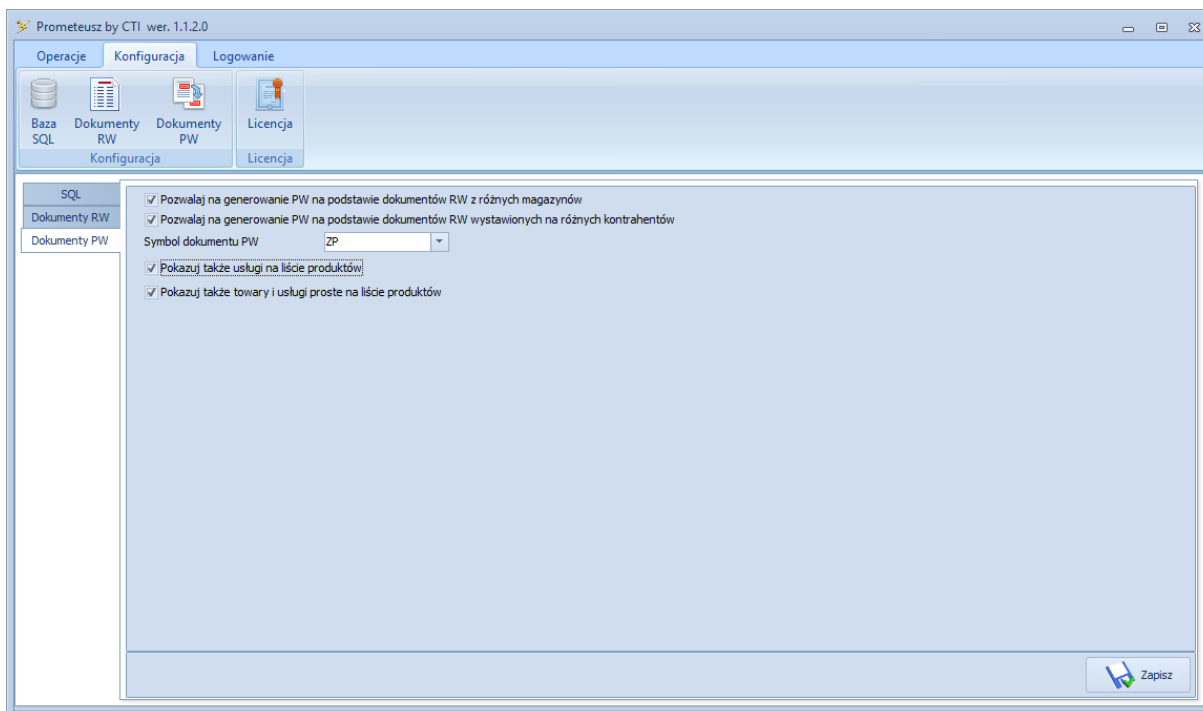 Prometeusz by CTI wer. 1.1.2.0
Operacje Konfiguracja Logowanie
Baza SQL
Dokumenty RW
Dokumenty PW
Licencja
Konfiguracja
Licencja
SQL
Dokumenty RW
Dokumenty PW
Pozwalaj na generowanie PW na podstawie dokumentów RW z różnych magazynów
Pozwalaj na generowanie PW na podstawie dokumentów RW wystawionych na różnych kontrahentów
Symbol dokumentu PW ZP
Pokazuj także usługi na liście produktów
Pokazuj także towary i usługi proste na liście produktów
Zapisz